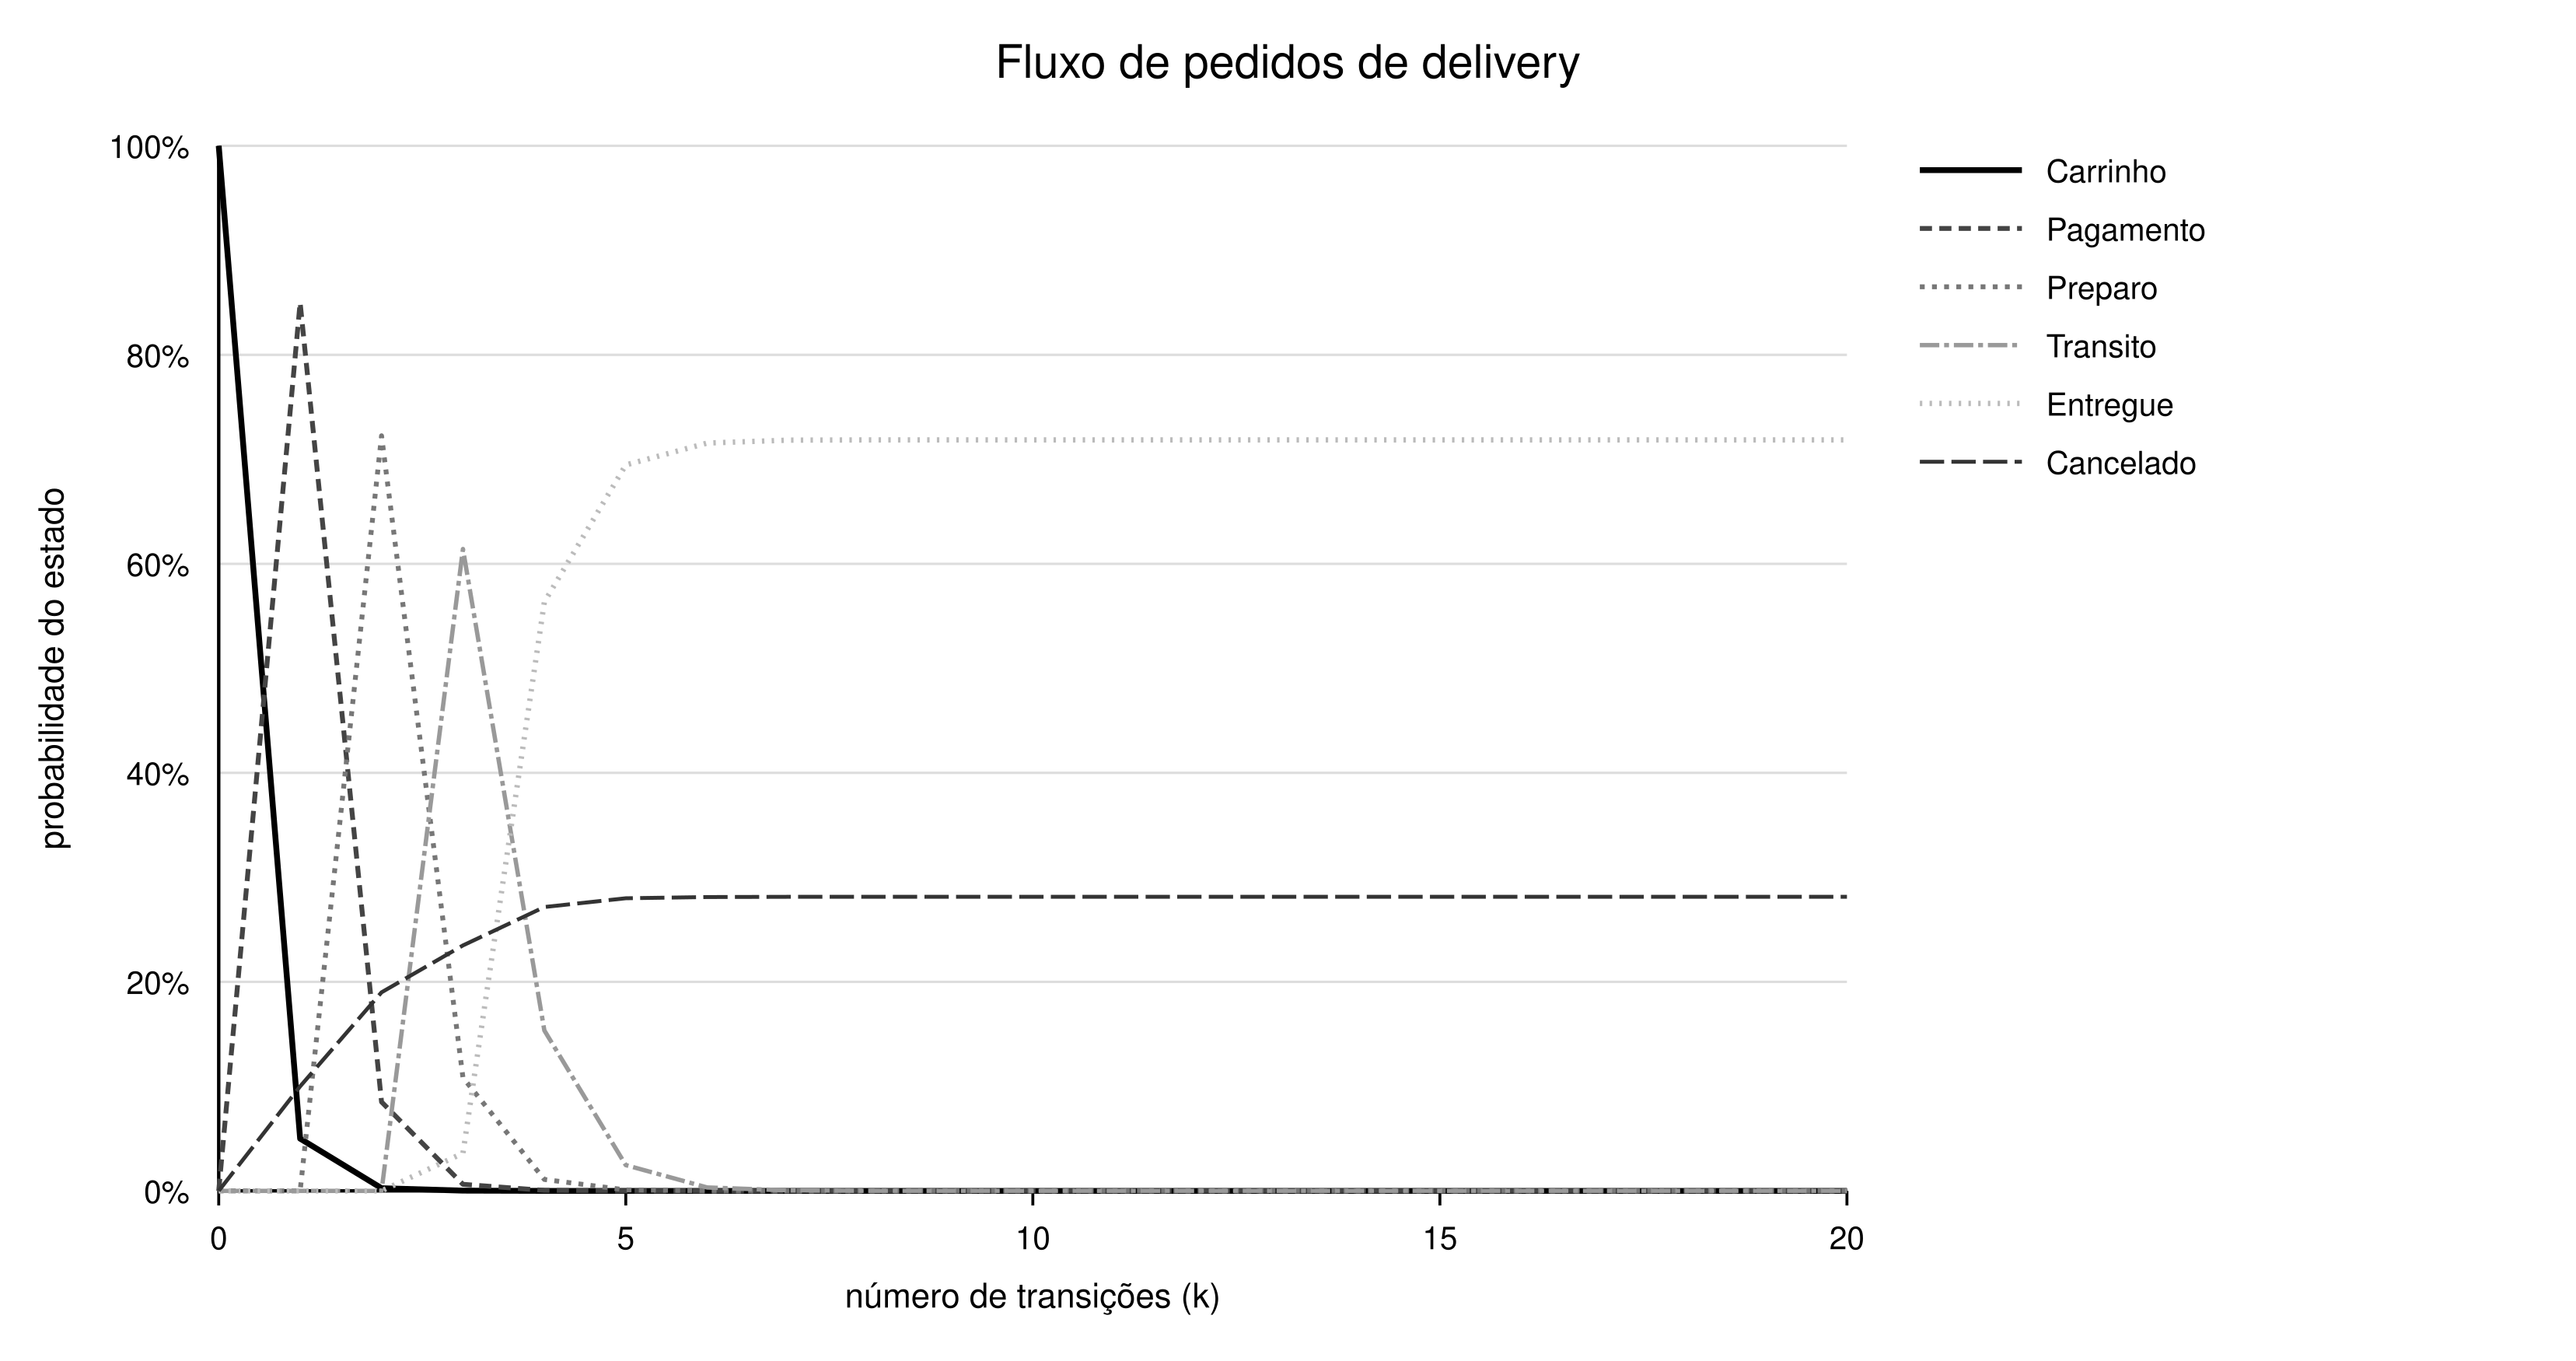 Fluxo de pedidos de delivery
probabilidade do estado
100%
80%
60%
40%
20%
0%
0
5
10
15
20
número de transições (k)
Carrinho
Pagamento
Preparo
Transito
Entregue
Cancelado